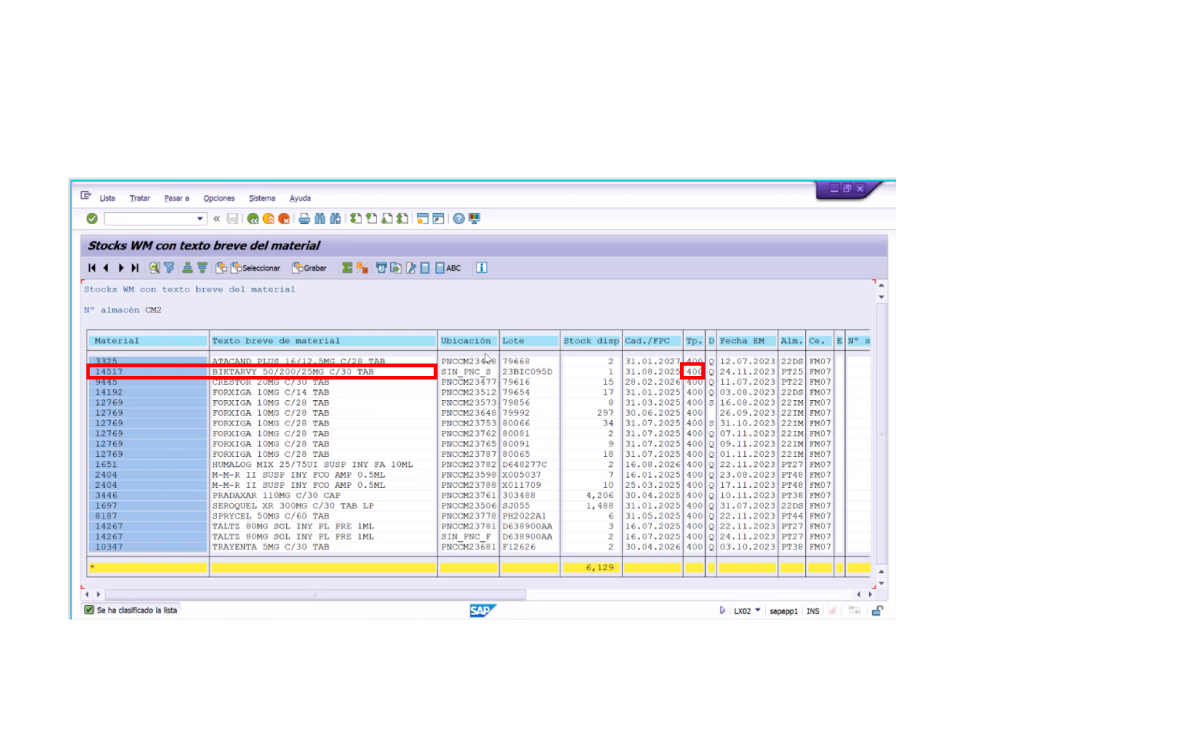 Lista Tratar Pasar a Opciones Sistema Ayuda
Stocks WM con texto breve del material
Seleccionar Grabar ABC
Stocks WM con texto breve del material
N° almacén CM2
Material Texto breve de material Ubicación Lote Stock disp Cad./FPC Tp. D Fecha EM Alm. Ce. E N° s
3325 ATACAND PLUS 16/12.5MG C/28 TAB 79668 2 31.01.2027 400 Q 12.07.2023 22DS FM07
14517 BIKTARVY 50/200/25MG C/30 TAB SIN_PNC_S 23BIC095D 1 31.08.2025 400 Q 24.11.2023 PT25 FM07
9445 CRESTOR 20MG C/30 TAB PNCCM23477 79616 15 28.02.2026 400 Q 11.07.2023 PT22 FM07
14192 FORXIGA 10MG C/14 TAB PNCCM23512 79654 17 31.01.2025 400 Q 03.08.2023 22DS FM07
12769 FORXIGA 10MG C/28 TAB PNCCM23573 79856 8 31.03.2025 400 S 16.08.2023 22IM FM07
12769 FORXIGA 10MG C/28 TAB PNCCM23648 79992 297 30.06.2025 400 26.09.2023 22IM FM07
12769 FORXIGA 10MG C/28 TAB PNCCM23753 80066 34 31.07.2025 400 S 31.10.2023 22IM FM07
12769 FORXIGA 10MG C/28 TAB PNCCM23762 80081 2 31.07.2025 400 Q 07.11.2023 22IM FM07
12769 FORXIGA 10MG C/28 TAB PNCCM23765 80091 9 31.07.2025 400 Q 09.11.2023 22IM FM07
12769 FORXIGA 10MG C/28 TAB PNCCM23787 80065 18 31.07.2025 400 Q 01.11.2023 22IM FM07
1651 HUMALOG MIX 25/75UI SUSP INY FA 10ML PNCCM23782 D648277C 2 16.08.2026 400 Q 22.11.2023 PT27 FM07
2404 M-M-R II SUSP INY FCO AMP 0.5ML PNCCM23598 X005037 7 16.01.2025 400 Q 23.08.2023 PT48 FM07
2404 M-M-R II SUSP INY FCO AMP 0.5ML PNCCM23788 X011709 10 25.03.2025 400 Q 17.11.2023 PT48 FM07
3446 PRADAXAR 110MG C/30 CAP PNCCM23761 303488 4,206 30.04.2025 400 Q 10.11.2023 PT38 FM07
1697 SEROQUEL XR 300MG C/30 TAB LP PNCCM23506 SJ055 1,488 31.01.2025 400 Q 31.07.2023 22DS FM07
8187 SPRYCEL 50MG C/60 TAB PNCCM23778 PH2022A1 6 31.05.2025 400 Q 22.11.2023 PT44 FM07
14267 TALTZ 80MG SOL INY PL PRE 1ML PNCCM23781 D638900AA 3 16.07.2025 400 Q 22.11.2023 PT27 FM07
14267 TALTZ 80MG SOL INY PL PRE 1ML SIN_PNC_F D638900AA 2 16.07.2025 400 Q 24.11.2023 PT27 FM07
10347 TRAYENTA 5MG C/30 TAB PNCCM23681 F12626 2 30.04.2026 400 Q 03.10.2023 PT38 FM07
* 6,129
Se ha clasificado la lista SAP LX02 sapapp1 INS